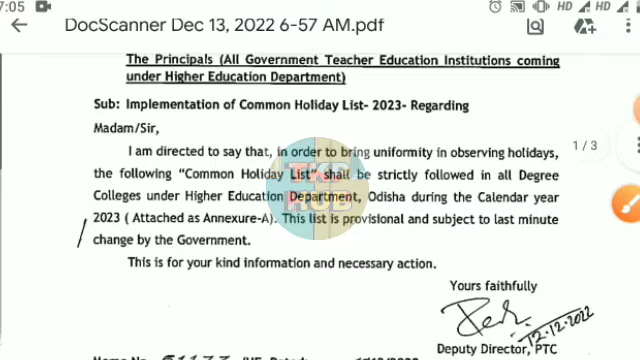 7:05
HD
HD
DocScanner Dec 13, 2022 6-57 AM.pdf
The Principals (All Government Teacher Education Institutions coming
under Higher Education Department)
Sub: Implementation of Common Holiday List- 2023- Regarding
Madam/Sir,
1 / 3
I am directed to say that, in order to bring uniformity in observing holidays,
the following "Common Holiday List" shall be strictly followed in all Degree
Colleges under Higher Education Department, Odisha during the Calendar year
2023 ( Attached as Annexure-A). This list is provisional and subject to last minute
change by the Government.
This is for your kind information and necessary action.
TKP
HUB
Yours faithfully
12.12.2022
Deputy Director, PTC